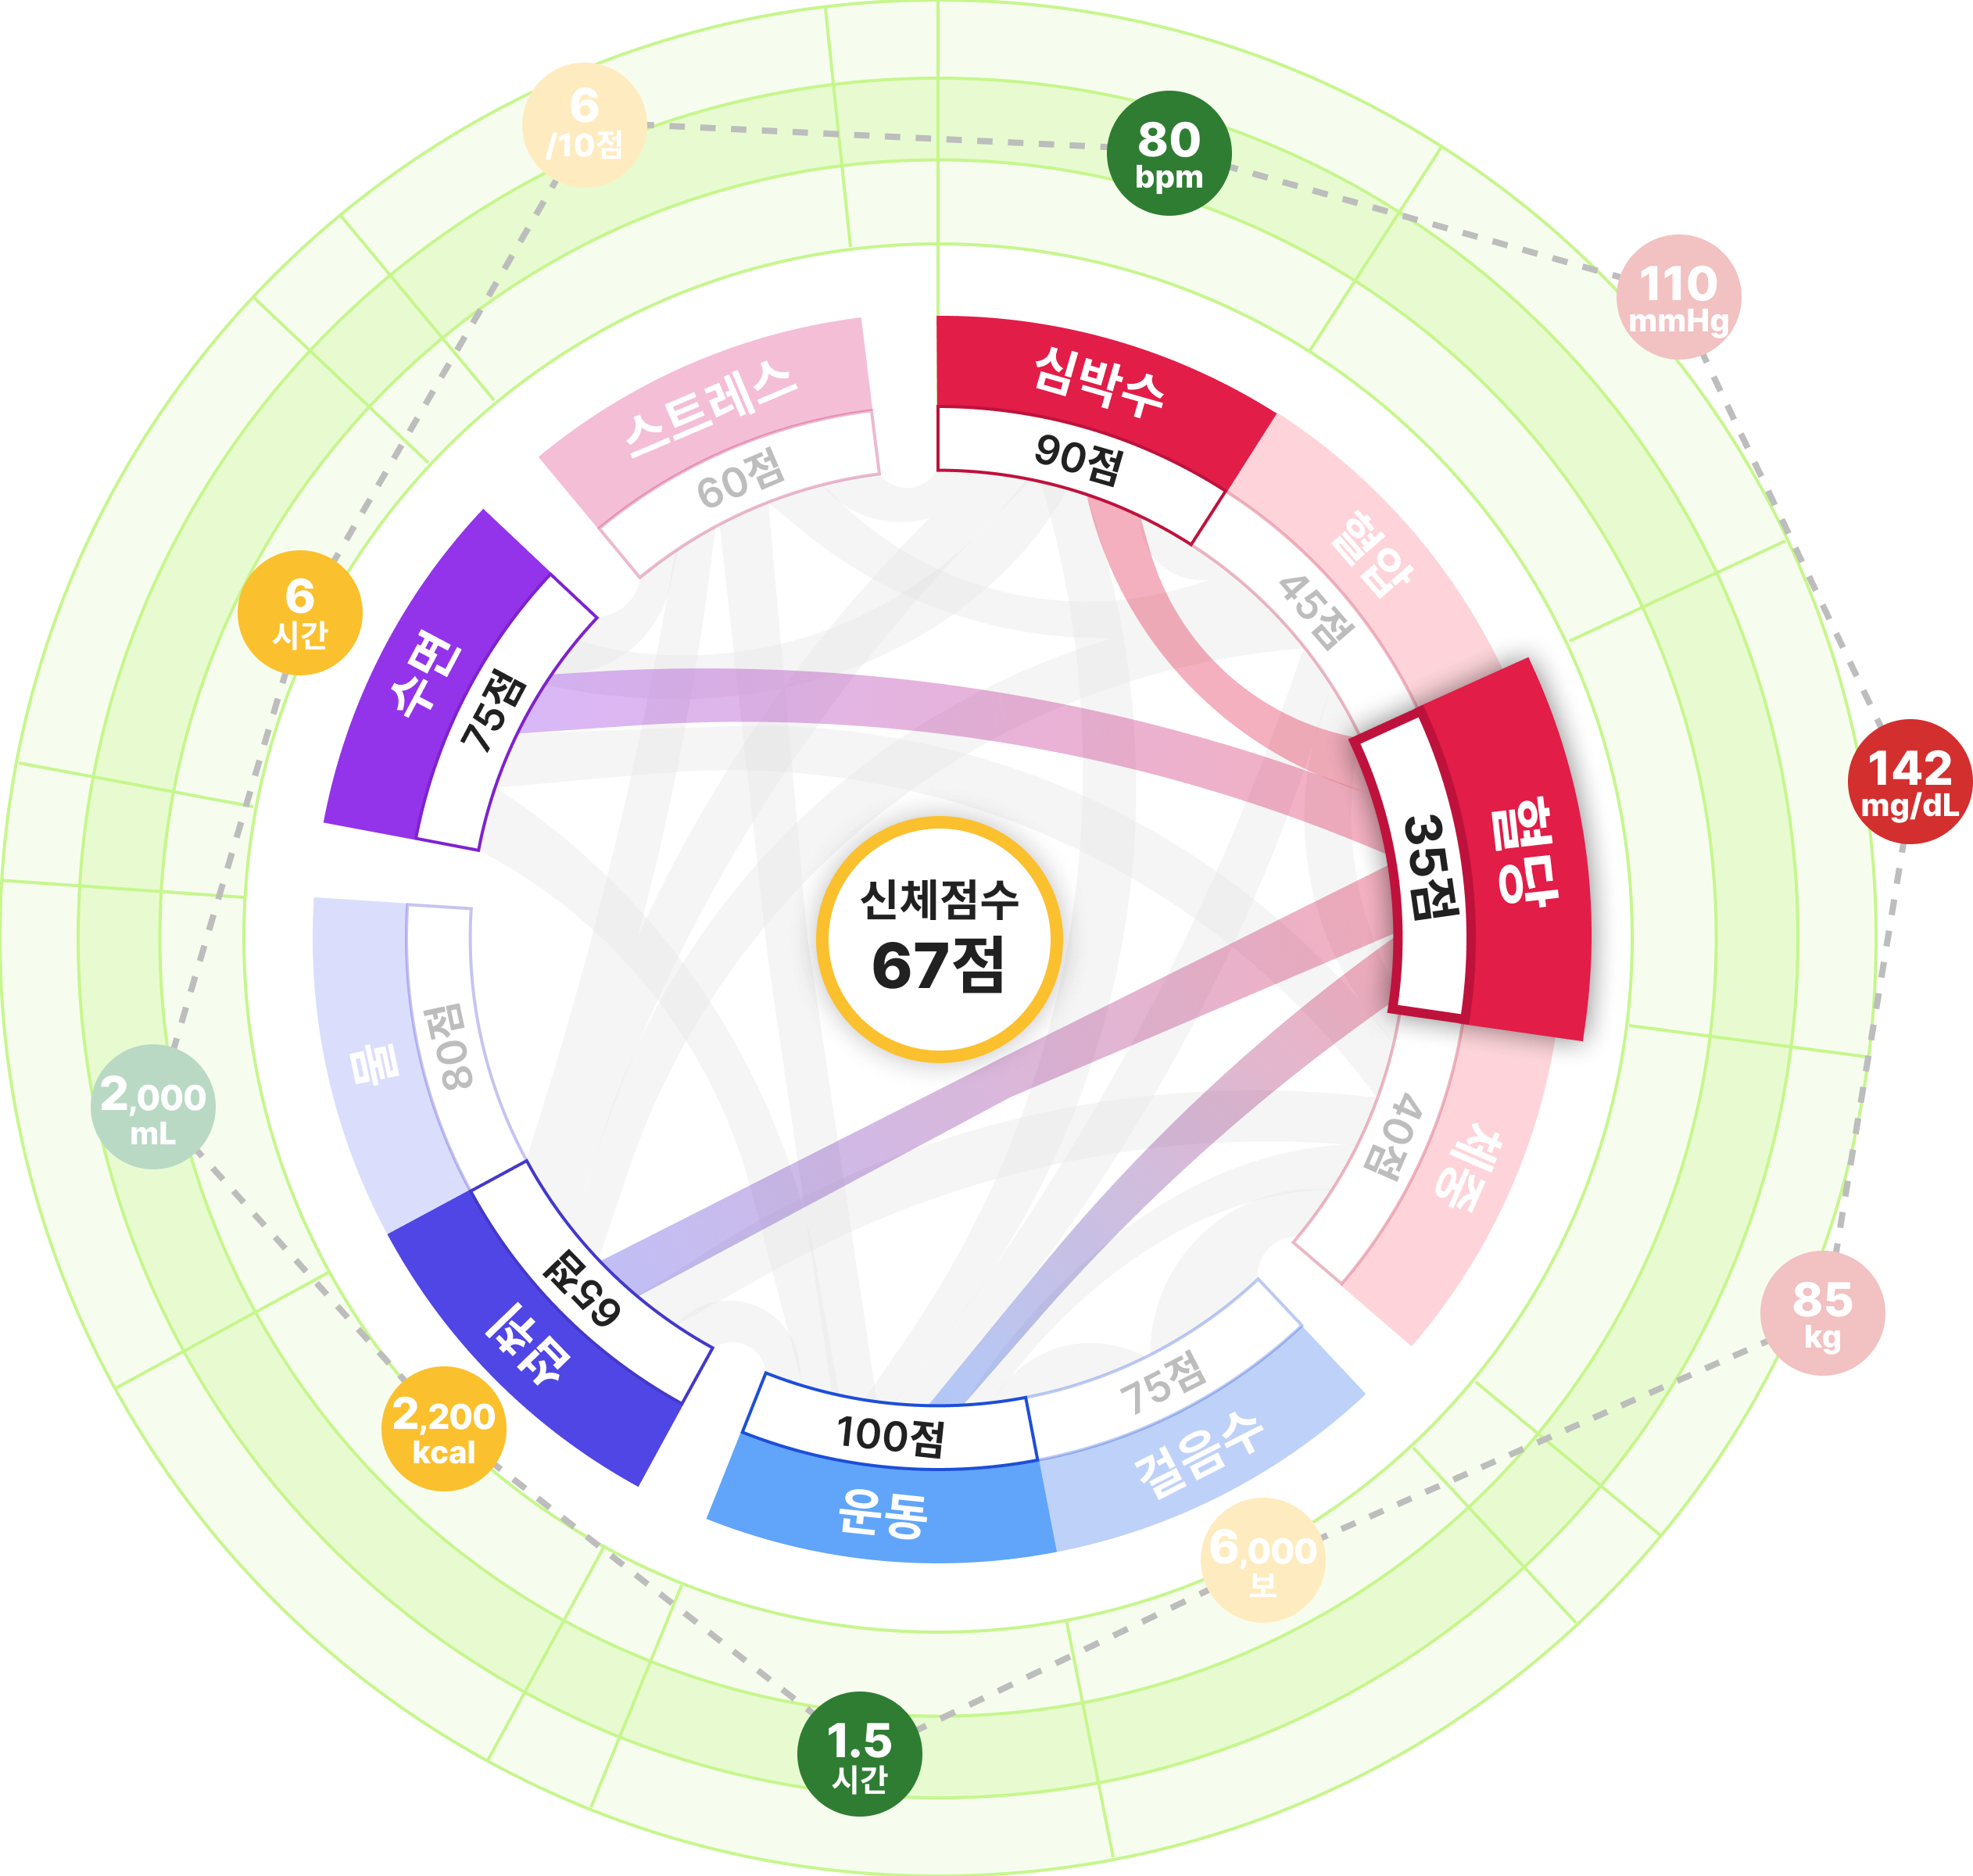 6
/10점
80
bpm
110
mmHg
142
mg/dL
85
kg
6,000
보
1.5
시간
2,200
kcal
2,000
mL
6
시간
스트레스
60점
심박수
90점
혈압
45점
혈당
35점
체중
40점
걸음수
75점
운동
100점
칼로리
65점
물
80점
수면
75점
신체점수
67점